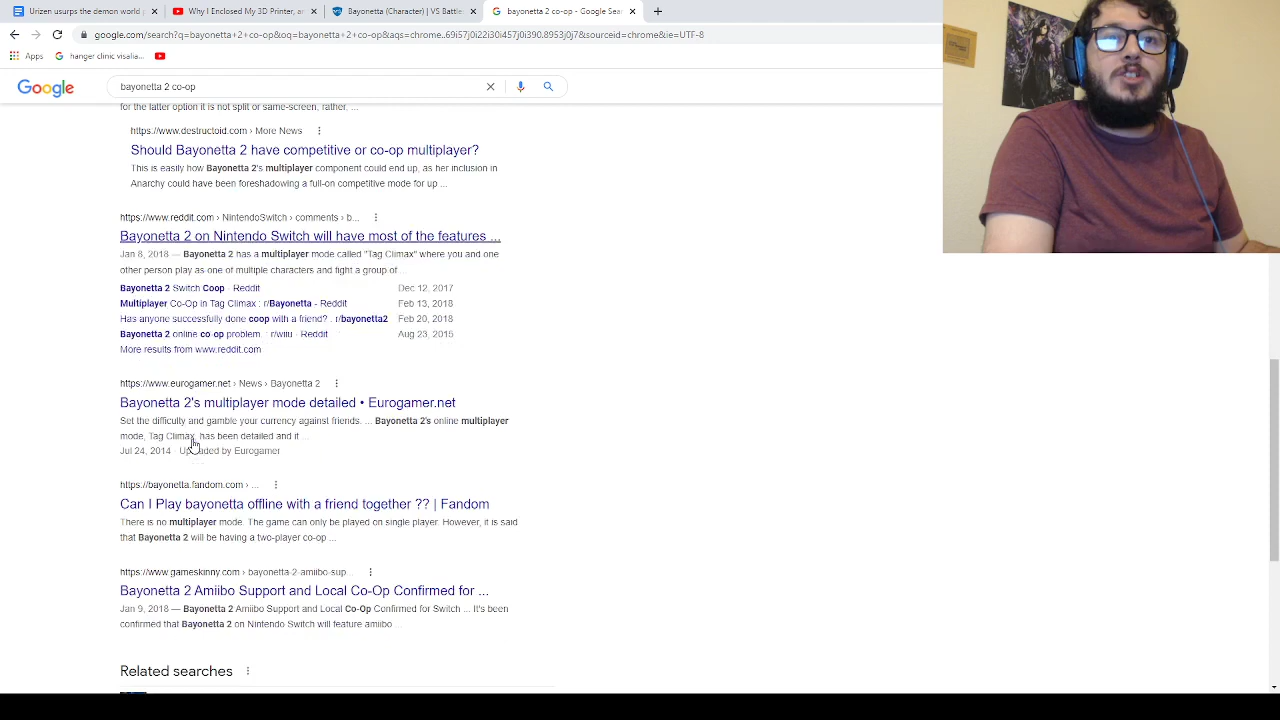 Urizen usurps the demon world p
Why I Enclosed My 3D Printer, an
Bayonetta (Character) | VS Battle
bayonetta 2 co-op - Google Sea
google.com/search?q=bayonetta+2+co-op&oq=bayonetta+2+co-op&aqs=chrome..69i57j0i22i30i457j0i390.8953j0j7&sourceid=chrome&ie=UTF-8
Apps
hanger clinic visalia...
Google
bayonetta 2 co-op
for the latter option it is not split or same-screen, rather, ...
https://www.destructoid.com › More News
Should Bayonetta 2 have competitive or co-op multiplayer?
This is easily how Bayonetta 2's multiplayer component could end up, as her inclusion in
Anarchy could have been foreshadowing a full-on competitive mode for up ...
https://www.reddit.com › NintendoSwitch › comments › b...
Bayonetta 2 on Nintendo Switch will have most of the features ...
Jan 8, 2018 — Bayonetta 2 has a multiplayer mode called "Tag Climax" where you and one
other person play as one of multiple characters and fight a group of ...
Bayonetta 2 Switch Coop - Reddit Dec 12, 2017
Multiplayer Co-Op in Tag Climax : r/Bayonetta - Reddit Feb 13, 2018
Has anyone successfully done coop with a friend? : r/bayonetta2 Feb 20, 2018
Bayonetta 2 online co-op problem. : r/wiiu - Reddit Aug 23, 2015
More results from www.reddit.com
https://www.eurogamer.net › News › Bayonetta 2
Bayonetta 2's multiplayer mode detailed • Eurogamer.net
Set the difficulty and gamble your currency against friends. ... Bayonetta 2's online multiplayer
mode, Tag Climax, has been detailed and it ...
Jul 24, 2014 · Uploaded by Eurogamer
https://bayonetta.fandom.com › ...
Can I Play bayonetta offline with a friend together ?? | Fandom
There is no multiplayer mode. The game can only be played on single player. However, it is said
that Bayonetta 2 will be having a two-player co-op ...
https://www.gameskinny.com › bayonetta-2-amiibo-sup...
Bayonetta 2 Amiibo Support and Local Co-Op Confirmed for ...
Jan 9, 2018 — Bayonetta 2 Amiibo Support and Local Co-Op Confirmed for Switch ... It's been
confirmed that Bayonetta 2 on Nintendo Switch will feature amiibo ...
Related searches